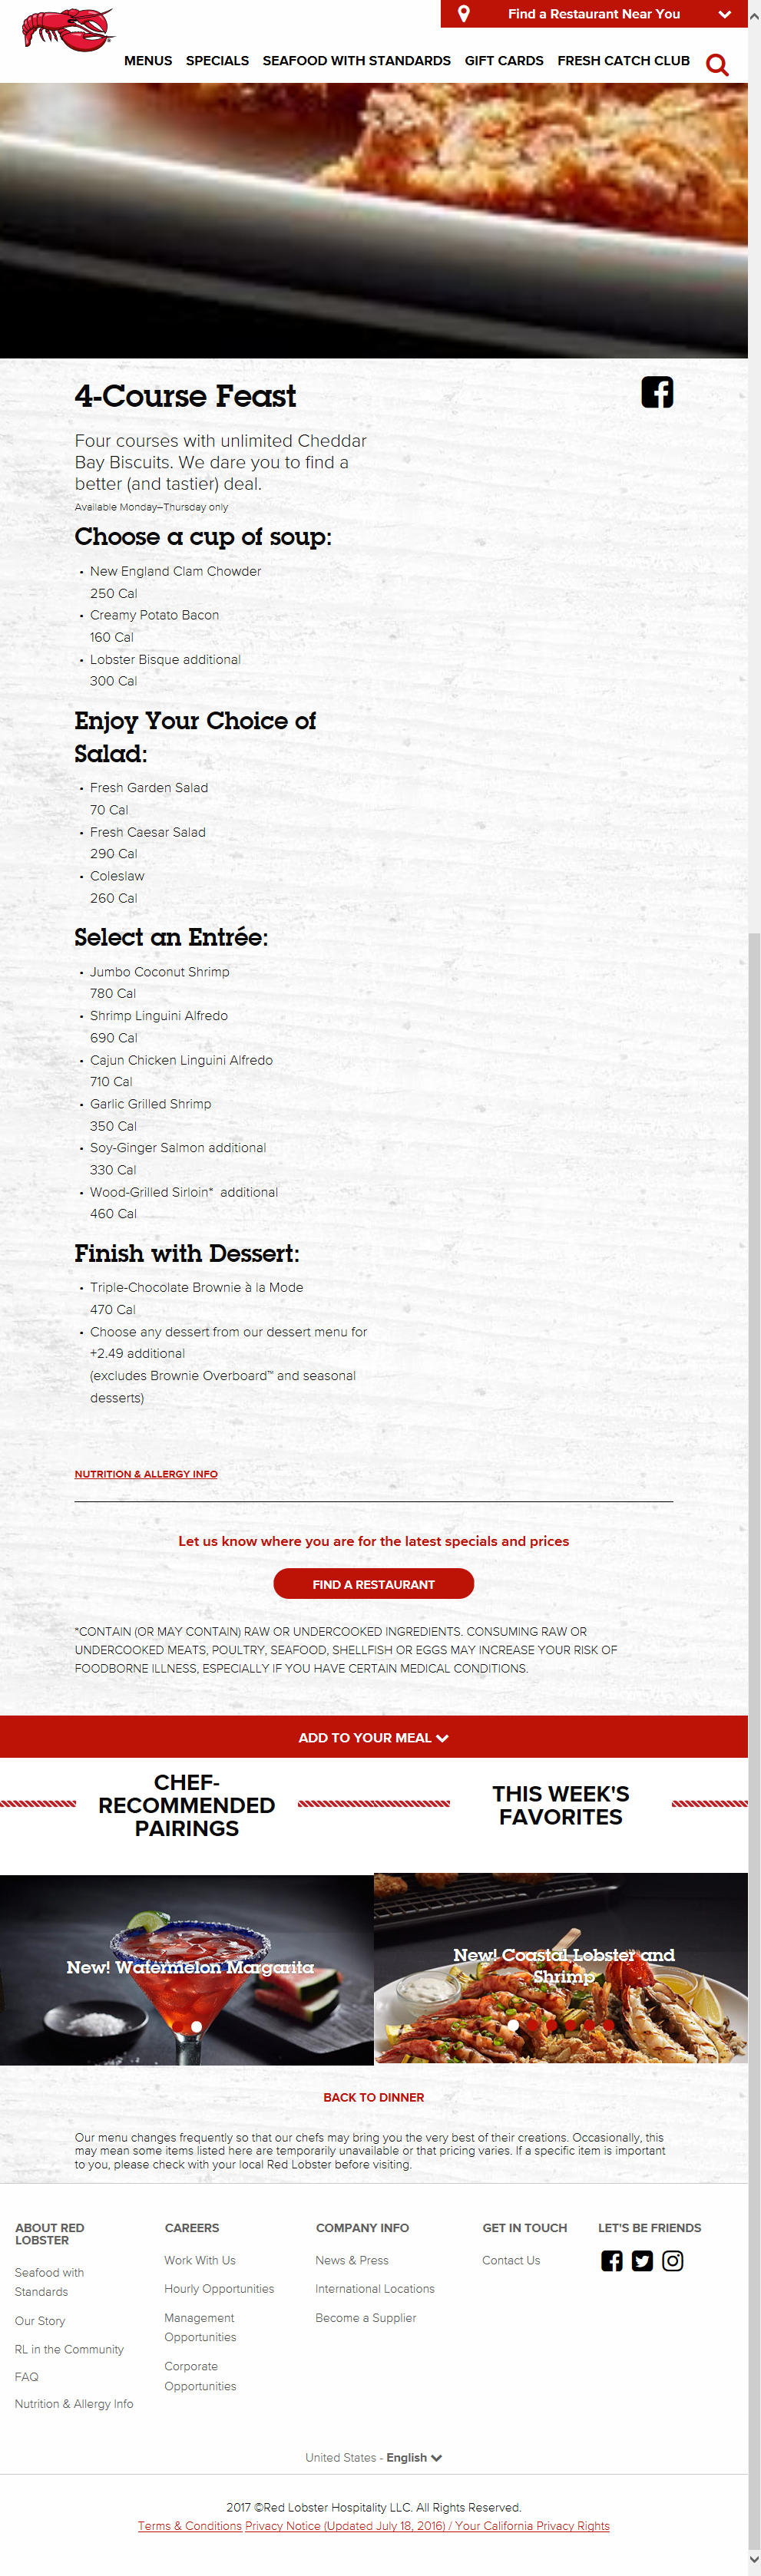 Find a Restaurant Near You
MENUS SPECIALS SEAFOOD WITH STANDARDS GIFT CARDS FRESH CATCH CLUB
4-Course Feast
Four courses with unlimited Cheddar
Bay Biscuits. We dare you to find a
better (and tastier) deal.
Available Monday–Thursday only
Choose a cup of soup:
• New England Clam Chowder
250 Cal
• Creamy Potato Bacon
160 Cal
• Lobster Bisque additional
300 Cal
Enjoy Your Choice of
Salad:
• Fresh Garden Salad
70 Cal
• Fresh Caesar Salad
290 Cal
• Coleslaw
260 Cal
Select an Entrée:
• Jumbo Coconut Shrimp
780 Cal
• Shrimp Linguini Alfredo
690 Cal
• Cajun Chicken Linguini Alfredo
710 Cal
• Garlic Grilled Shrimp
350 Cal
• Soy-Ginger Salmon additional
330 Cal
• Wood-Grilled Sirloin* additional
460 Cal
Finish with Dessert:
• Triple-Chocolate Brownie à la Mode
470 Cal
• Choose any dessert from our dessert menu for
+2.49 additional
(excludes Brownie Overboard™ and seasonal
desserts)
NUTRITION & ALLERGY INFO
Let us know where you are for the latest specials and prices
FIND A RESTAURANT
*CONTAIN (OR MAY CONTAIN) RAW OR UNDERCOOKED INGREDIENTS. CONSUMING RAW OR
UNDERCOOKED MEATS, POULTRY, SEAFOOD, SHELLFISH OR EGGS MAY INCREASE YOUR RISK OF
FOODBORNE ILLNESS, ESPECIALLY IF YOU HAVE CERTAIN MEDICAL CONDITIONS.
ADD TO YOUR MEAL
CHEF-
RECOMMENDED
PAIRINGS
THIS WEEK'S
FAVORITES
New! Watermelon Margarita
New! Coastal Lobster and
Shrimp
BACK TO DINNER
Our menu changes frequently so that our chefs may bring you the very best of their creations. Occasionally, this
may mean some items listed here are temporarily unavailable or that pricing varies. If a specific item is important
to you, please check with your local Red Lobster before visiting.
ABOUT RED
LOBSTER
Seafood with
Standards
Our Story
RL in the Community
FAQ
Nutrition & Allergy Info
CAREERS
Work With Us
Hourly Opportunities
Management
Opportunities
Corporate
Opportunities
COMPANY INFO
News & Press
International Locations
Become a Supplier
GET IN TOUCH
Contact Us
LET'S BE FRIENDS
United States - English
2017 ©Red Lobster Hospitality LLC. All Rights Reserved.
Terms & Conditions Privacy Notice (Updated July 18, 2016) / Your California Privacy Rights